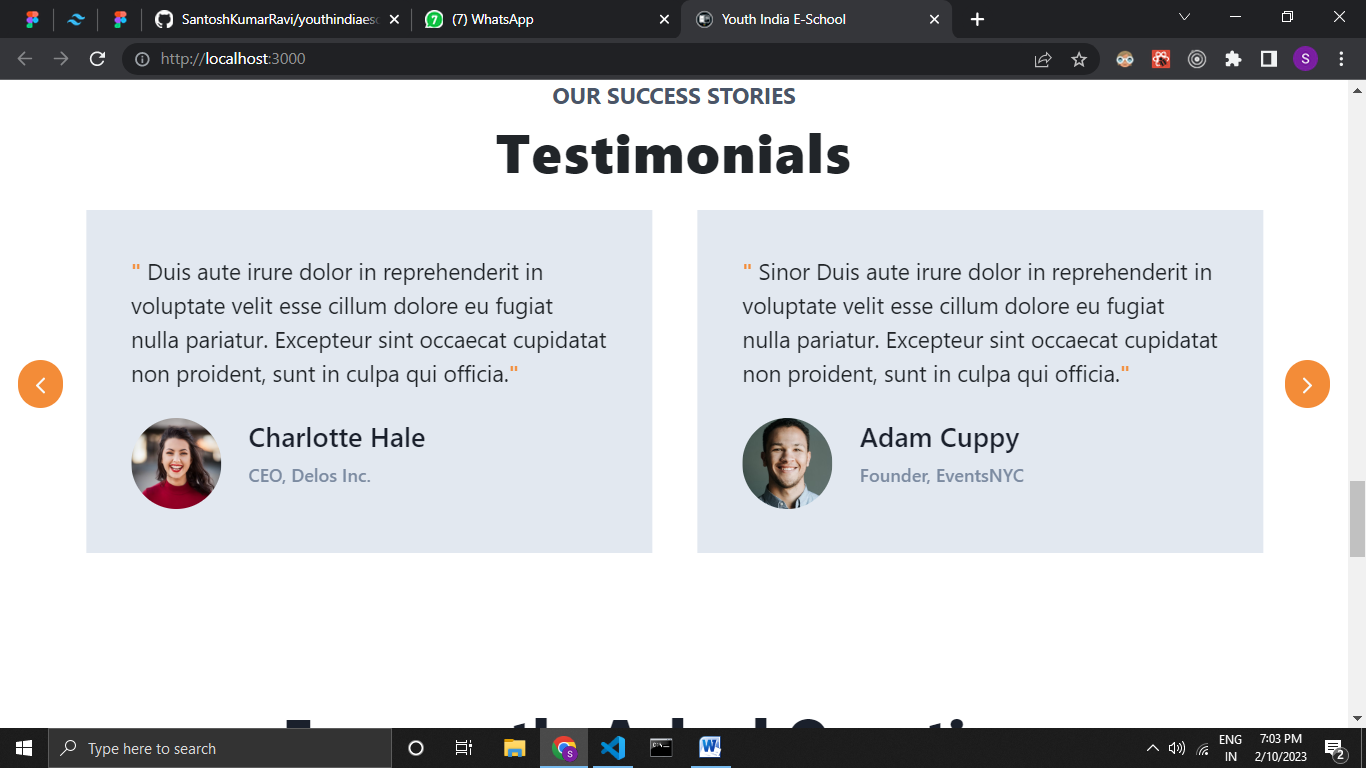 SantoshKumarRavi/youthindiaesc
(7) WhatsApp
Youth India E-School
http://localhost:3000
S
OUR SUCCESS STORIES
Testimonials
" Duis aute irure dolor in reprehenderit in
voluptate velit esse cillum dolore eu fugiat
nulla pariatur. Excepteur sint occaecat cupidatat
non proident, sunt in culpa qui officia."
Charlotte Hale
CEO, Delos Inc.
" Sinor Duis aute irure dolor in reprehenderit in
voluptate velit esse cillum dolore eu fugiat
nulla pariatur. Excepteur sint occaecat cupidatat
non proident, sunt in culpa qui officia."
Adam Cuppy
Founder, EventsNYC
Type here to search
ENG
IN
7:03 PM
2/10/2023
2